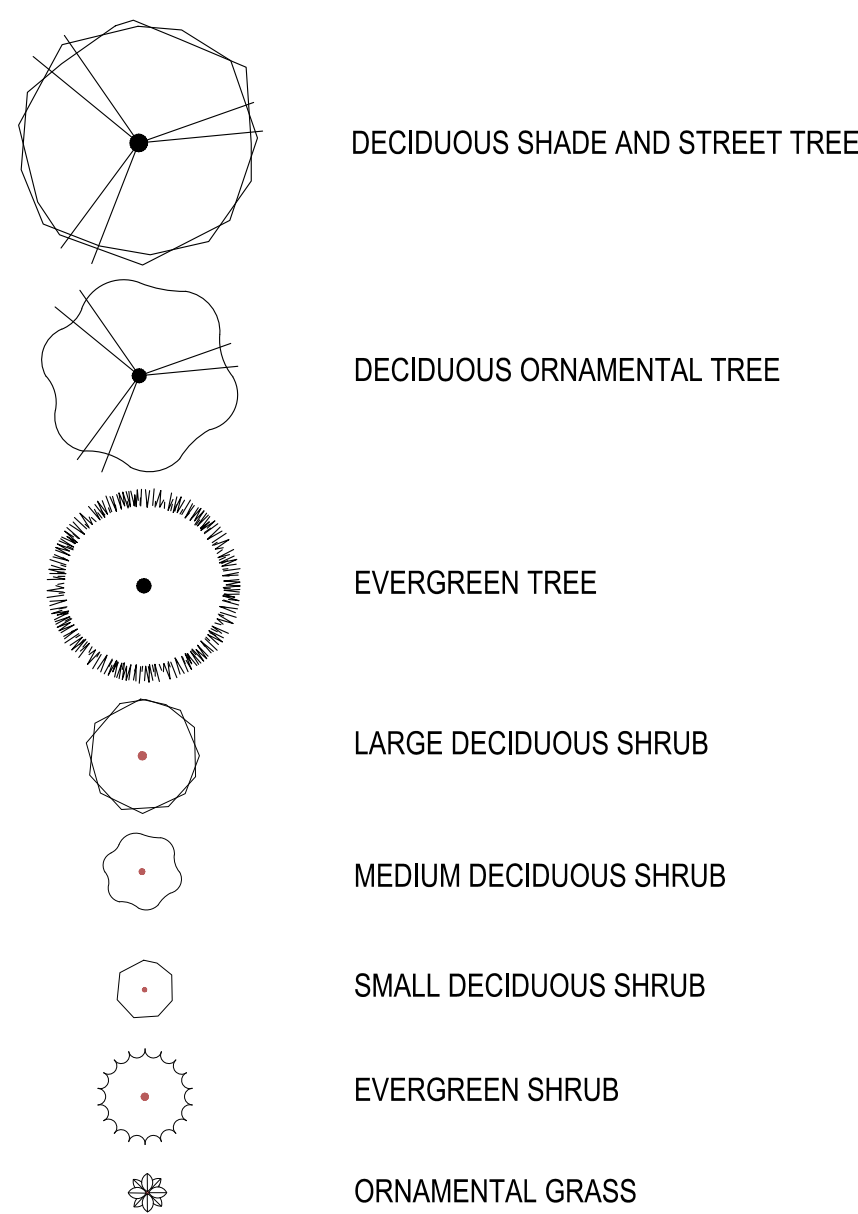 DECIDUOUS SHADE AND STREET TREE
DECIDUOUS ORNAMENTAL TREE
EVERGREEN TREE
LARGE DECIDUOUS SHRUB
MEDIUM DECIDUOUS SHRUB
SMALL DECIDUOUS SHRUB
EVERGREEN SHRUB
ORNAMENTAL GRASS